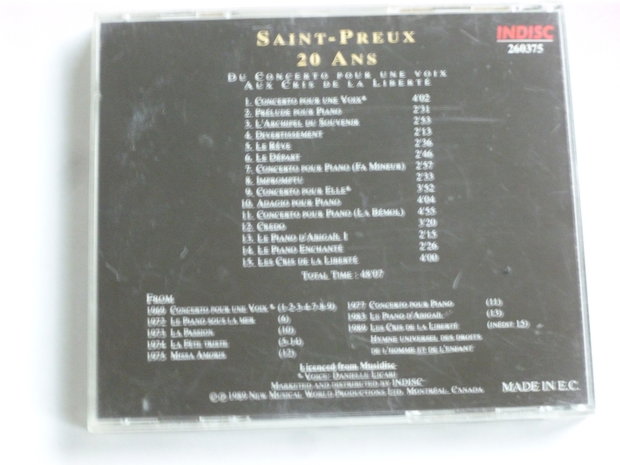 SAINT-PREUX
20 ANS
INDISC
260375
DU CONCERTO POUR UNE VOIX
AUX CRIS DE LA LIBERTÉ
1. CONCERTO POUR UNE VOIX* 4'02
2. PRÉLUDE POUR PIANO 2'31
3. L'ARCHIPEL DU SOUVENIR 2'53
4. DIVERTISSEMENT 2'13
5. LE RÊVE 2'36
6. LE DÉPART 2'46
7. CONCERTO POUR PIANO (FA MINEUR) 2'57
8. IMPROMPTU 2'33
9. CONCERTO POUR ELLE* 3'52
10. ADAGIO POUR PIANO 4'04
11. CONCERTO POUR PIANO (LA BÉMOL) 4'55
12. CREDO 3'20
13. LE PIANO D'ABIGAIL 1 2'15
14. LE PIANO ENCHANTÉ 2'26
15. LES CRIS DE LA LIBERTÉ 4'00
TOTAL TIME : 48'07
FROM
1969: CONCERTO POUR UNE VOIX * (1-2-3-4-7-8-9)
1972: LE PIANO SOUS LA MER (6)
1973: LA PASSION (10)
1974: LA FÊTE TRISTE (5-14)
1975: MISSA AMORIS (12)
1977: CONCERTO POUR PIANO (11)
1983: LE PIANO D'ABIGAIL (13)
1989: LES CRIS DE LA LIBERTÉ (INÉDIT 15)
HYMNE UNIVERSEL DES DROITS
DE L'HOMME ET DE L'ENFANT
Licenced from Musidisc
* VOICE: DANIELLE LICARI
MARKETED AND DISTRIBUTED BY INDISC
© ℗ 1989 NEW MUSICAL WORLD PRODUCTIONS LTD. MONTRÉAL, CANADA.
MADE IN E.C.